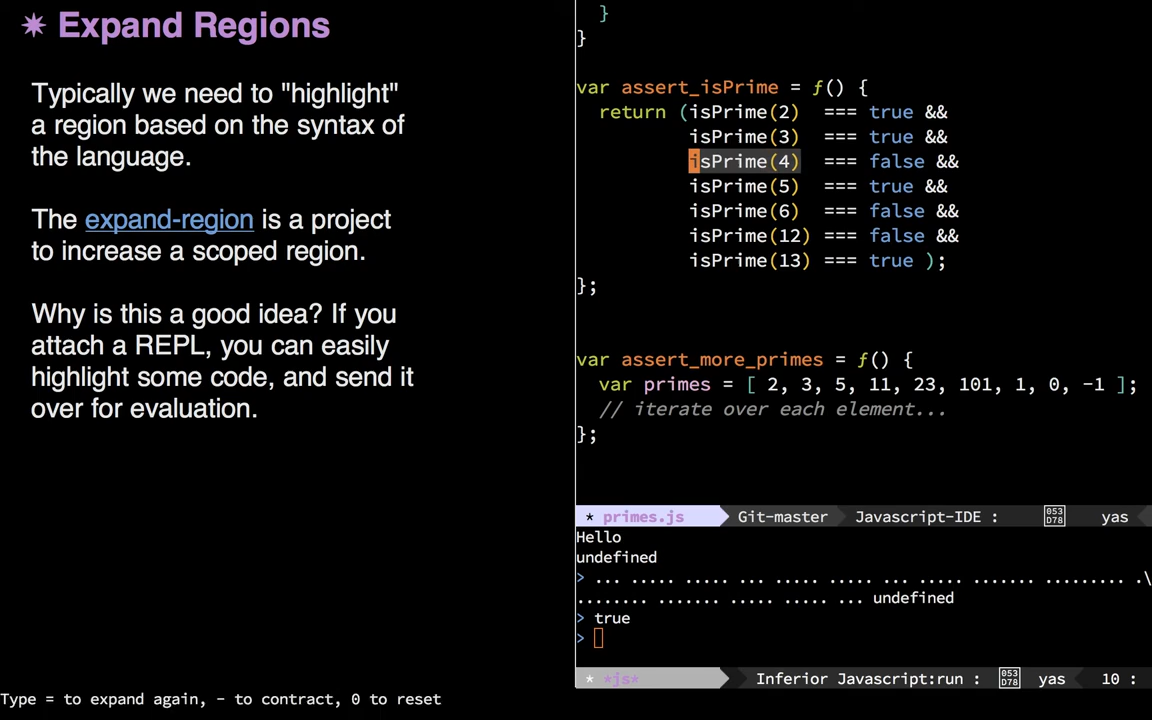 ✷ Expand Regions
Typically we need to "highlight"
a region based on the syntax of
the language.
The expand-region is a project
to increase a scoped region.
Why is this a good idea? If you
attach a REPL, you can easily
highlight some code, and send it
over for evaluation.
Type = to expand again, - to contract, 0 to reset
}
}
var assert_isPrime = ƒ() {
return (isPrime(2) === true &&
isPrime(3) === true &&
isPrime(4) === false &&
isPrime(5) === true &&
isPrime(6) === false &&
isPrime(12) === false &&
isPrime(13) === true );
};
var assert_more_primes = ƒ() {
var primes = [ 2, 3, 5, 11, 23, 101, 1, 0, -1 ];
// iterate over each element...
};
* primes.js Git-master Javascript-IDE : 053 D78 yas
Hello
undefined
> ... ..... ..... ... ..... ..... ... ..... ....... ......... .\
........ ....... ..... ..... ... undefined
> true
>
* *js* Inferior Javascript:run : 053 D78 yas 10 :